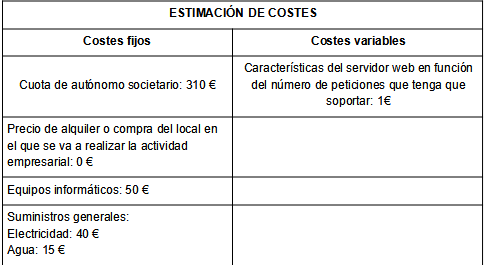 ESTIMACIÓN DE COSTES
Costes fijos
Costes variables
Cuota de autónomo societario: 310 €
Características del servidor web en función
del número de peticiones que tenga que
soportar: 1€
Precio de alquiler o compra del local en
el que se va a realizar la actividad
empresarial: 0 €
Equipos informáticos: 50 €
Suministros generales:
Electricidad: 40 €
Agua: 15 €